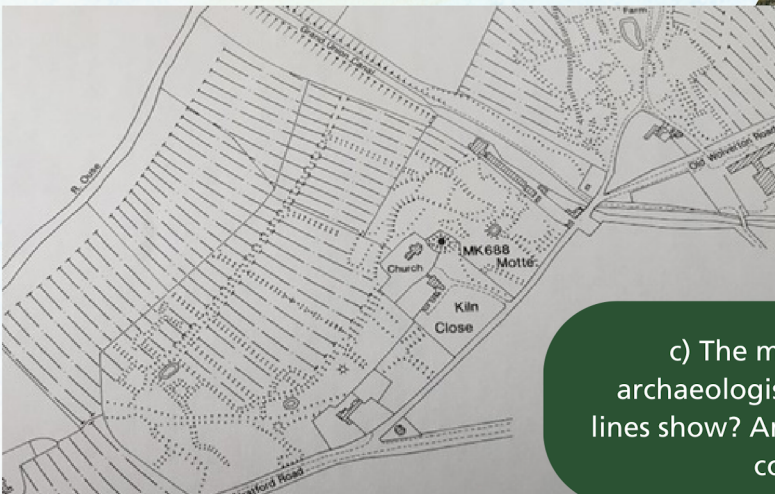 Farm
Grand Union Canal
Old Wolverton Road
R. Ouse
MK688
Motte
Church
Kiln
Close
c) The m
archaeologis
lines show? Ar
co
Road